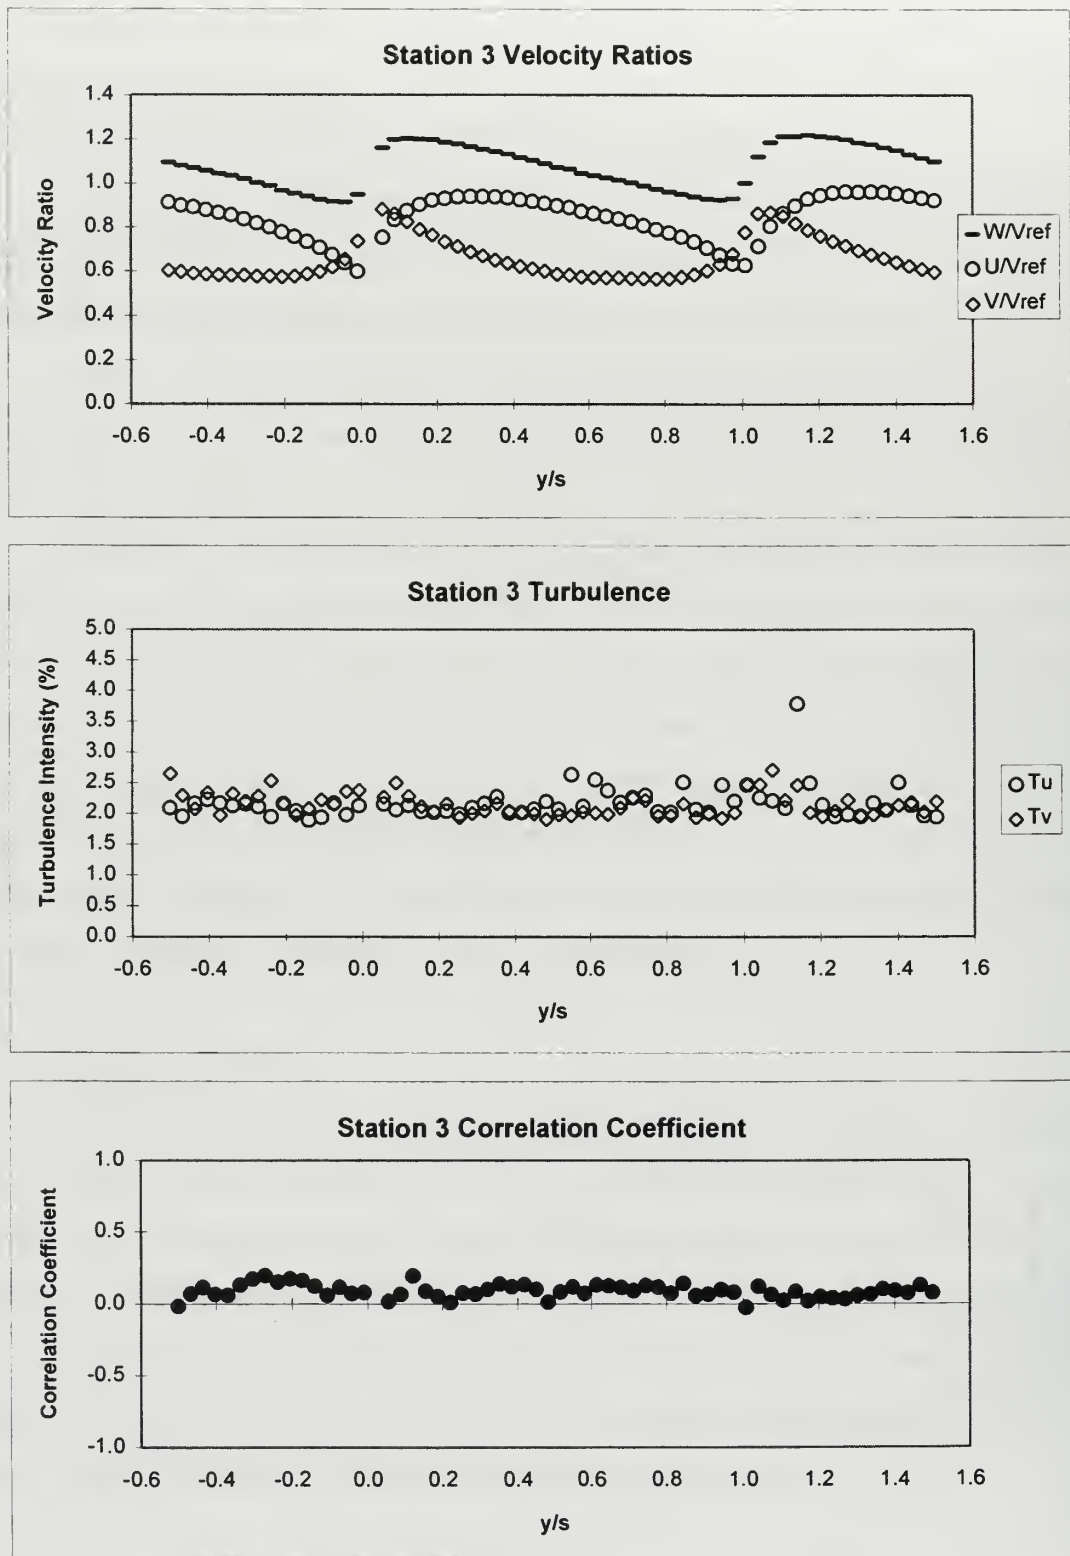 Station 3 Velocity Ratios
1.4
1.2
1.0
0.8
0.6
0.4
0.2
0.0
Velocity Ratio
-0.6 -0.4 -0.2 0.0 0.2 0.4 0.6 0.8 1.0 1.2 1.4 1.6
y/s
W/Vref
U/Vref
V/Vref
Station 3 Turbulence
5.0
4.5
4.0
3.5
3.0
2.5
2.0
1.5
1.0
0.5
0.0
Turbulence Intensity (%)
-0.6 -0.4 -0.2 0.0 0.2 0.4 0.6 0.8 1.0 1.2 1.4 1.6
y/s
Tu
Tv
Station 3 Correlation Coefficient
1.0
0.5
0.0
-0.5
-1.0
Correlation Coefficient
-0.6 -0.4 -0.2 0.0 0.2 0.4 0.6 0.8 1.0 1.2 1.4 1.6
y/s